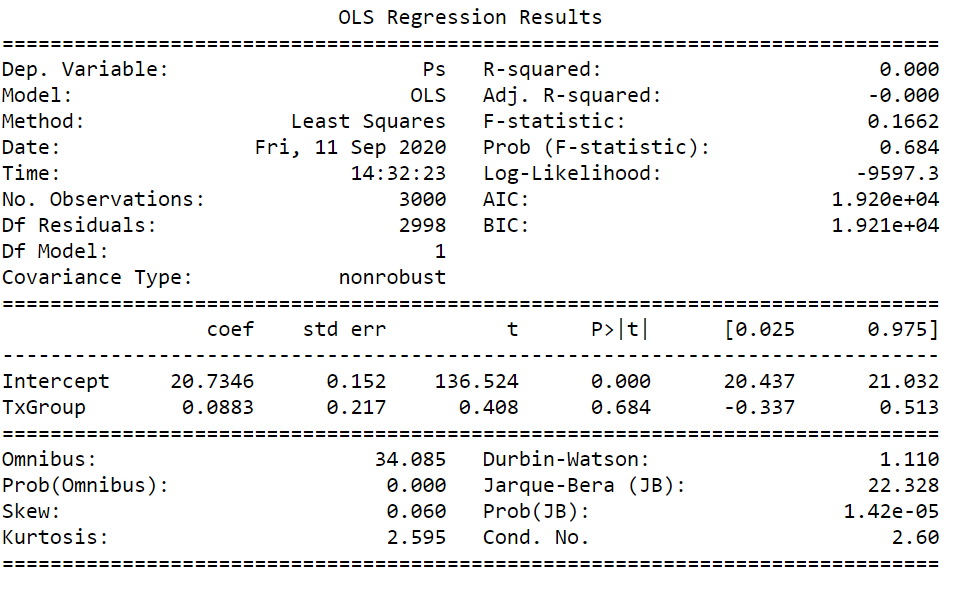 OLS Regression Results
==============================================================================
Dep. Variable:                     Ps   R-squared:                       0.000
Model:                            OLS   Adj. R-squared:                 -0.000
Method:                 Least Squares   F-statistic:                    0.1662
Date:                Fri, 11 Sep 2020   Prob (F-statistic):              0.684
Time:                        14:32:23   Log-Likelihood:                -9597.3
No. Observations:                3000   AIC:                         1.920e+04
Df Residuals:                    2998   BIC:                         1.921e+04
Df Model:                           1
Covariance Type:            nonrobust
==============================================================================
                 coef    std err          t      P>|t|      [0.025      0.975]
------------------------------------------------------------------------------
Intercept     20.7346      0.152    136.524      0.000      20.437      21.032
TxGroup        0.0883      0.217      0.408      0.684      -0.337       0.513
==============================================================================
Omnibus:                       34.085   Durbin-Watson:                   1.110
Prob(Omnibus):                  0.000   Jarque-Bera (JB):               22.328
Skew:                           0.060   Prob(JB):                     1.42e-05
Kurtosis:                       2.595   Cond. No.                         2.60
==============================================================================